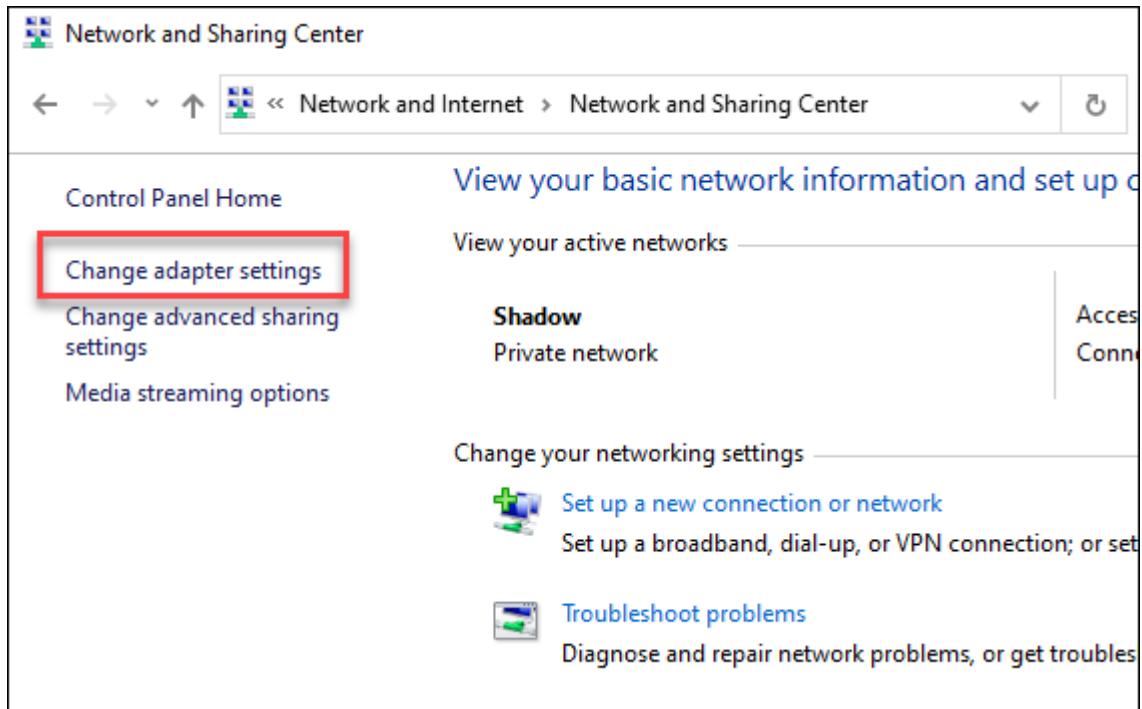 Network and Sharing Center
« Network and Internet > Network and Sharing Center
Control Panel Home
Change adapter settings
Change advanced sharing
settings
Media streaming options
View your basic network information and set up
View your active networks
Shadow
Private network
Change your networking settings
Set up a new connection or network
Set up a broadband, dial-up, or VPN connection; or set
Troubleshoot problems
Diagnose and repair network problems, or get